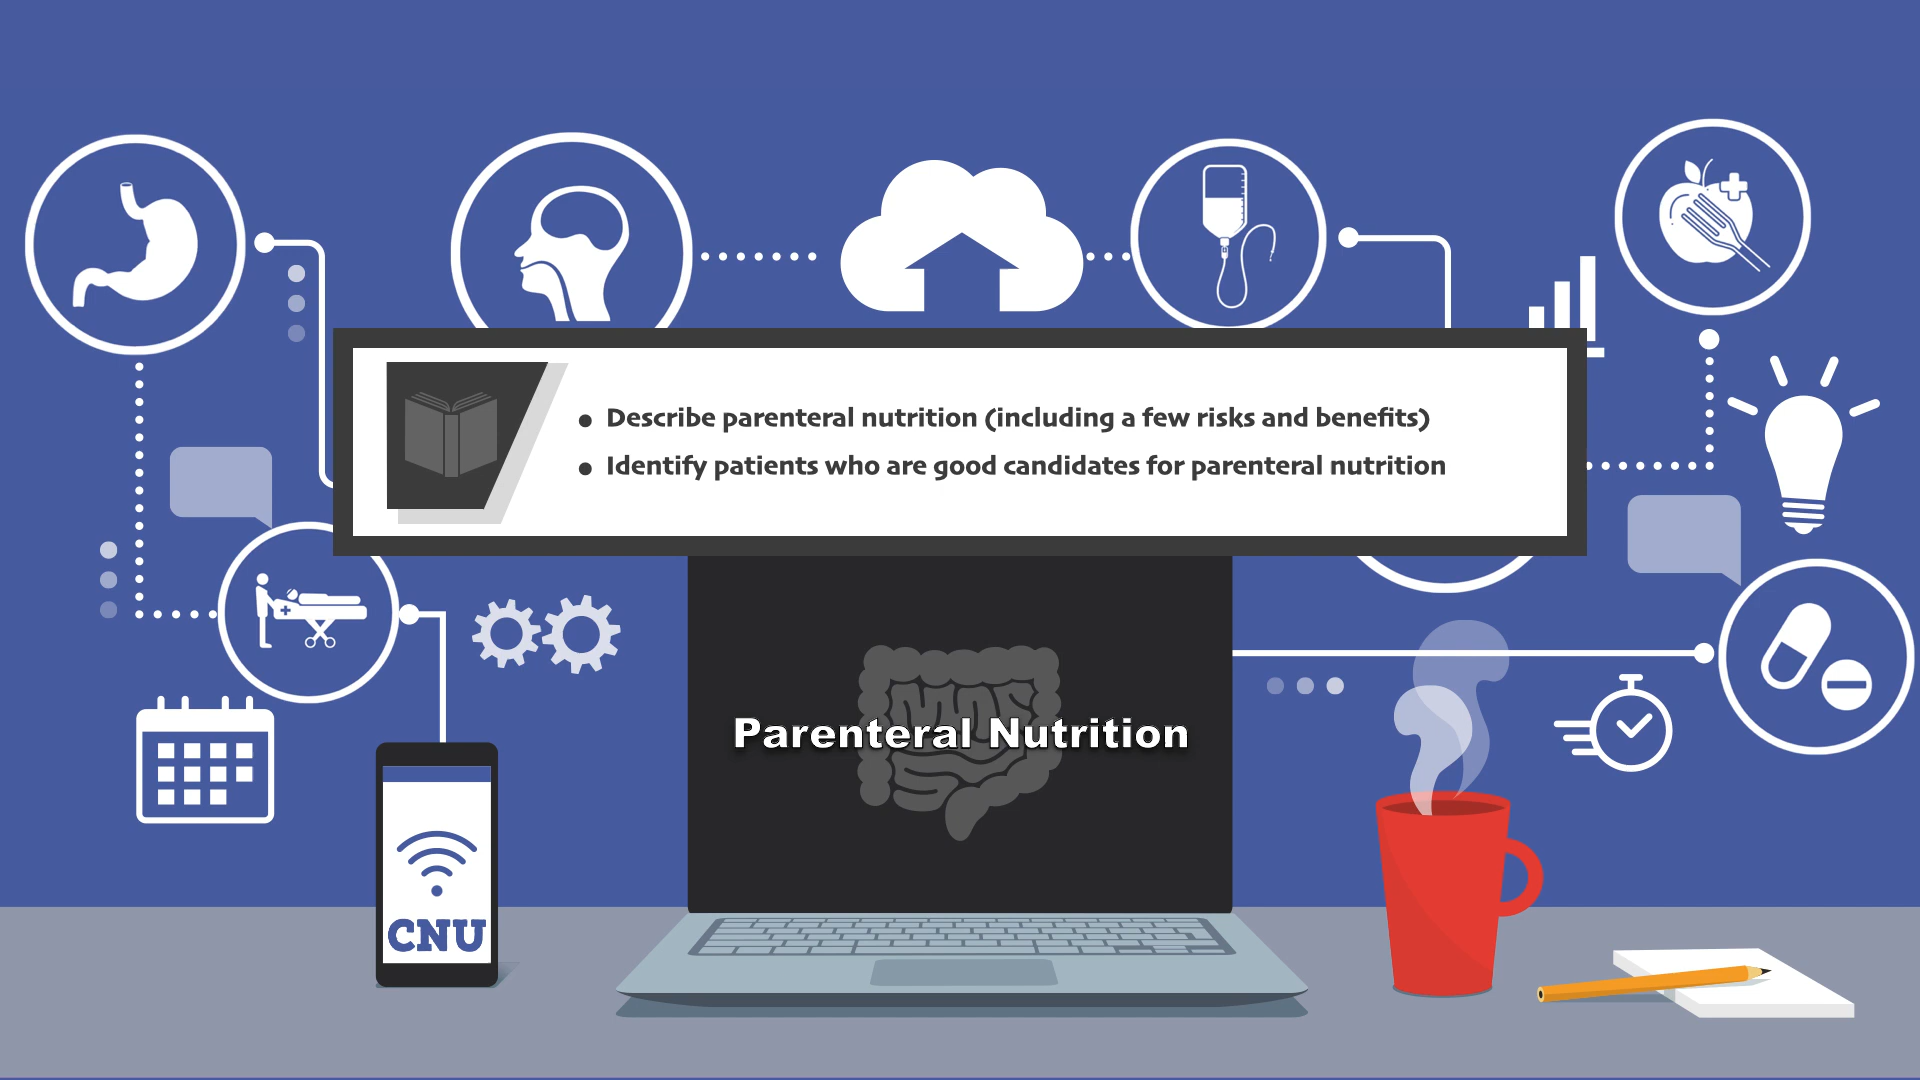 ● Describe parenteral nutrition (including a few risks and benefits)
● Identify patients who are good candidates for parenteral nutrition
Parenteral Nutrition
CNU